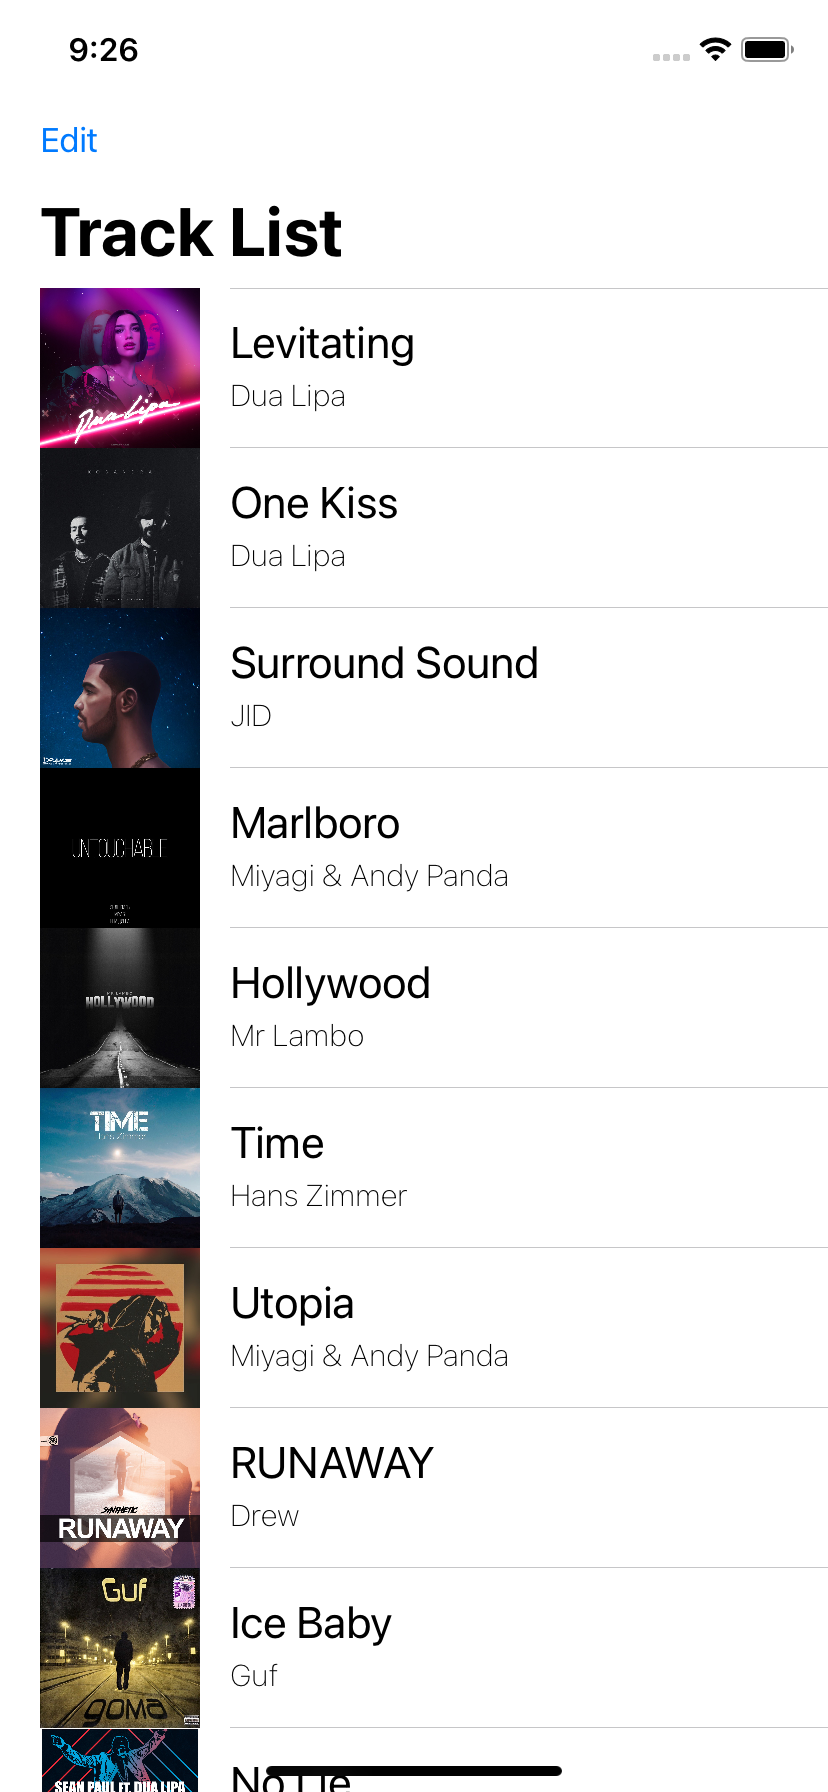 9:26
Edit
Track List
Dua Lipa
Levitating
Dua Lipa
One Kiss
Dua Lipa
Surround Sound
JID
UNTOUCHABLE
Marlboro
Miyagi & Andy Panda
HOLLYWOOD
Hollywood
Mr Lambo
TIME
Time
Hans Zimmer
Utopia
Miyagi & Andy Panda
SYNTHETIC
RUNAWAY
RUNAWAY
Drew
Guf
goma
Ice Baby
Guf
SEAN PAUL FT. DUA LIPA
No Lie